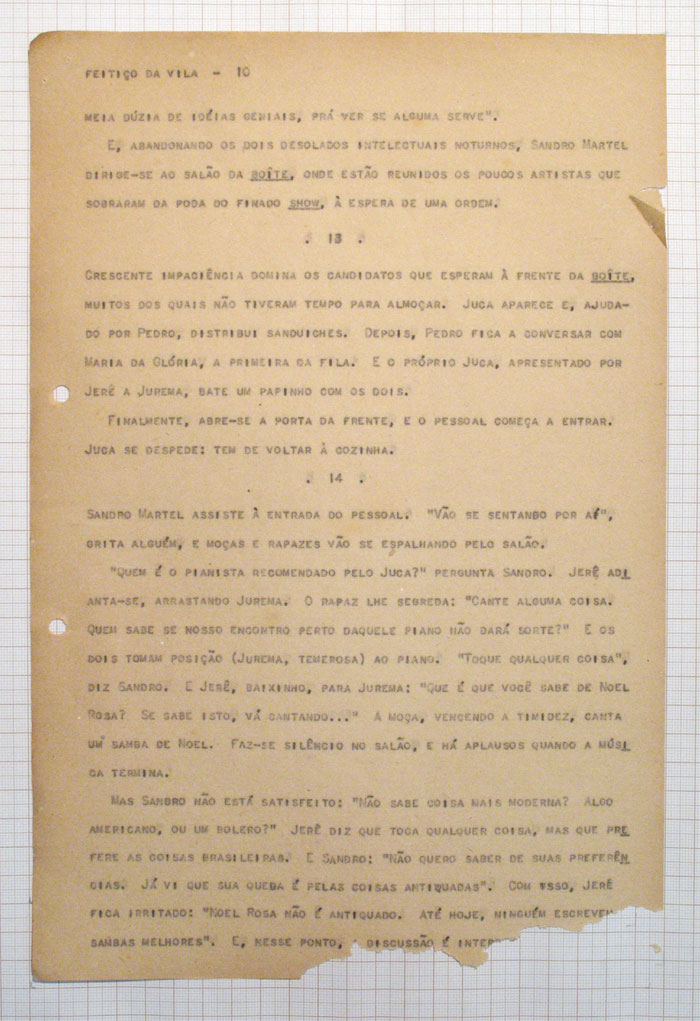 FEITIÇO DA VILA - 10
MEIA DÚZIA DE IDÉIAS GENIAIS, PRÁ VER SE ALGUMA SERVE".
E, ABANDONANDO OS DOIS DESOLADOS INTELECTUAIS NOTURNOS, SANDRO MARTEL
DIRIGE-SE AO SALÃO DA BOÎTE, ONDE ESTÃO REUNIDOS OS POUCOS ARTISTAS QUE
SOBRARAM DA PODA DO FINADO SHOW, À ESPERA DE UMA ORDEM.
. 13 .
CRESCENTE IMPACIÊNCIA DOMINA OS CANDIDATOS QUE ESPERAM À FRENTE DA BOÎTE,
MUITOS DOS QUAIS NÃO TIVERAM TEMPO PARA ALMOÇAR. JUCA APARECE E, AJUDA-
DO POR PEDRO, DISTRIBUI SANDUICHES. DEPOIS, PEDRO FICA A CONVERSAR COM
MARIA DA GLÓRIA, A PRIMEIRA DA FILA. E O PRÓPRIO JUCA, APRESENTADO POR
JERÊ A JUREMA, BATE UM PAPINHO COM OS DOIS.
FINALMENTE, ABRE-SE A PORTA DA FRENTE, E O PESSOAL COMEÇA A ENTRAR.
JUCA SE DESPEDE: TEM DE VOLTAR À COZINHA.
. 14 .
SANDRO MARTEL ASSISTE À ENTRADA DO PESSOAL. "VÃO SE SENTANDO POR AÍ",
GRITA ALGUÉM, E MOÇAS E RAPAZES VÃO SE ESPALHANDO PELO SALÃO.
"QUEM É O PIANISTA RECOMENDADO PELO JUCA?" PERGUNTA SANDRO. JERÊ ADI
ANTA-SE, ARRASTANDO JUREMA. O RAPAZ LHE SEGREDA: "CANTE ALGUMA COISA.
QUEM SABE SE NOSSO ENCONTRO PERTO DAQUELE PIANO NÃO DARÁ SORTE?" E OS
DOIS TOMAM POSIÇÃO (JUREMA, TEMEROSA) AO PIANO. "TOQUE QUALQUER COISA",
DIZ SANDRO. E JERÊ, BAIXINHO, PARA JUREMA: "QUE É QUE VOCÊ SABE DE NOEL
ROSA? SE SABE ISTO, VÁ CANTANDO..." A MOÇA, VENCENDO A TIMIDEZ, CANTA
UM SAMBA DE NOEL. FAZ-SE SILÊNCIO NO SALÃO, E HÁ APLAUSOS QUANDO A MÚSI
CA TERMINA.
MAS SANDRO NÃO ESTÁ SATISFEITO: "NÃO SABE COISA MAIS MODERNA? ALGO
AMERICANO, OU UM BOLERO?" JERÊ DIZ QUE TOCA QUALQUER COISA, MAS QUE PRE
FERE AS COISAS BRASILEIRAS. E SANDRO: "NÃO QUERO SABER DE SUAS PREFERÊN
CIAS. JÁ VI QUE SUA QUEDA É PELAS COISAS ANTIQUADAS". COM ISSO, JERÊ
FICA IRRITADO: "NOEL ROSA NÃO É ANTIQUADO. ATÉ HOJE, NINGUÉM ESCREVEU
SAMBAS MELHORES". E, NESSE PONTO, A DISCUSSÃO É INTER